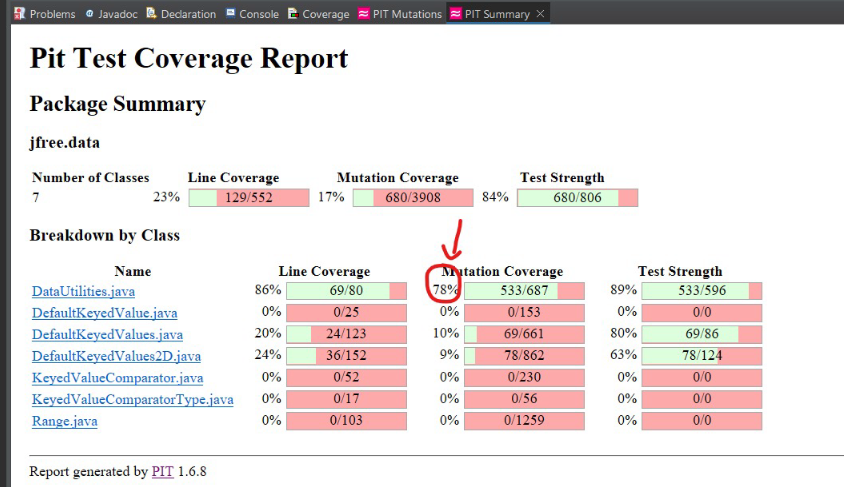 Problems Javadoc Declaration Console Coverage PIT Mutations PIT Summary
Pit Test Coverage Report
Package Summary
jfree.data
Number of Classes Line Coverage Mutation Coverage Test Strength
7 23% 129/552 17% 680/3908 84% 680/806
Breakdown by Class
Name Line Coverage Mutation Coverage Test Strength
DataUtilities.java 86% 69/80 78% 533/687 89% 533/596
DefaultKeyedValue.java 0% 0/25 0% 0/153 0% 0/0
DefaultKeyedValues.java 20% 24/123 10% 69/661 80% 69/86
DefaultKeyedValues2D.java 24% 36/152 9% 78/862 63% 78/124
KeyedValueComparator.java 0% 0/52 0% 0/230 0% 0/0
KeyedValueComparatorType.java 0% 0/17 0% 0/56 0% 0/0
Range.java 0% 0/103 0% 0/1259 0% 0/0
Report generated by PIT 1.6.8